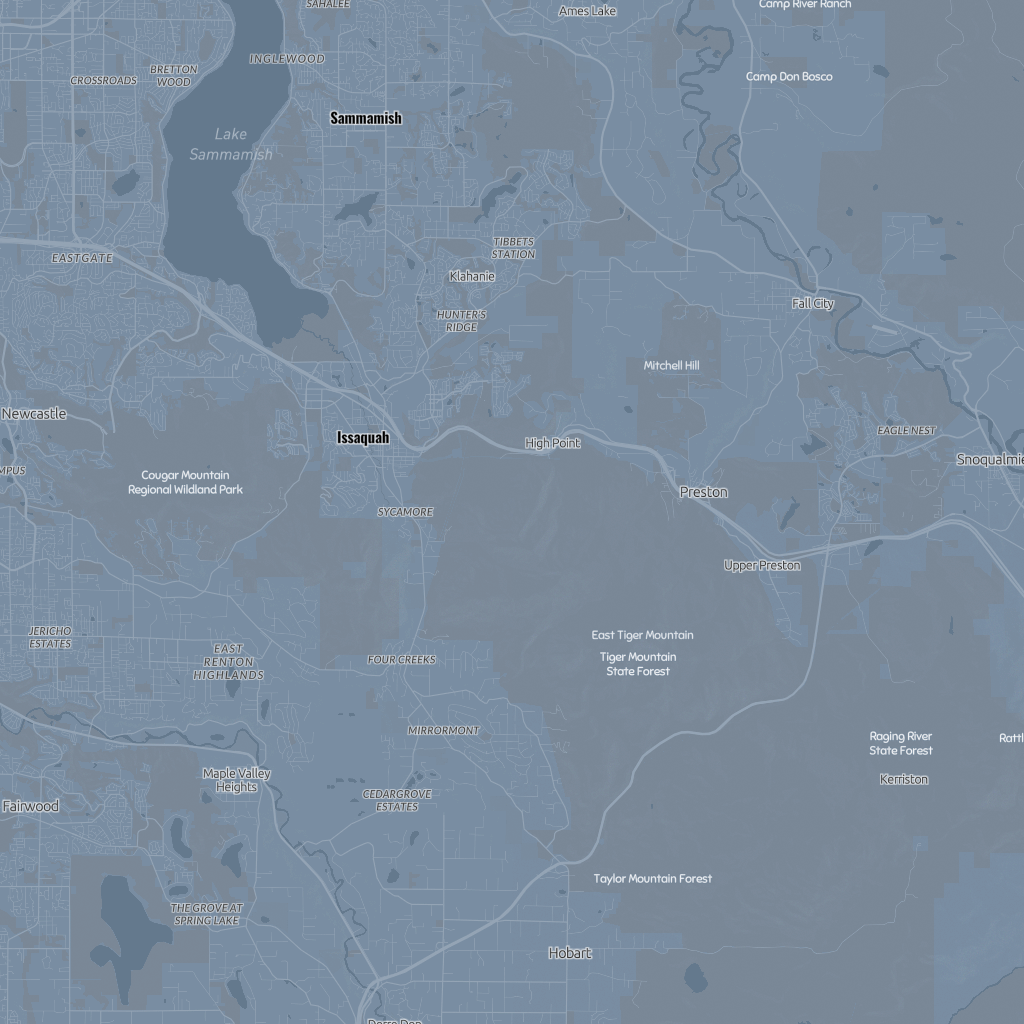 SAHALEE
Ames Lake
Camp River Ranch
INGLEWOOD
BRETTON
WOOD
CROSSROADS
Camp Don Bosco
Sammamish
Lake
Sammamish
TIBBETS
STATION
EASTGATE
Klahanie
Fall City
HUNTER'S
RIDGE
Mitchell Hill
Newcastle
Issaquah
High Point
EAGLE NEST
Snoqualmie
MPUS
Cougar Mountain
Regional Wildland Park
Preston
SYCAMORE
Upper Preston
JERICHO
ESTATES
East Tiger Mountain
EAST
RENTON
HIGHLANDS
FOUR CREEKS
Tiger Mountain
State Forest
MIRRORMONT
Raging River
State Forest
Rattl
Maple Valley
Heights
Kerriston
Fairwood
CEDARGROVE
ESTATES
Taylor Mountain Forest
THE GROVE AT
SPRING LAKE
Hobart